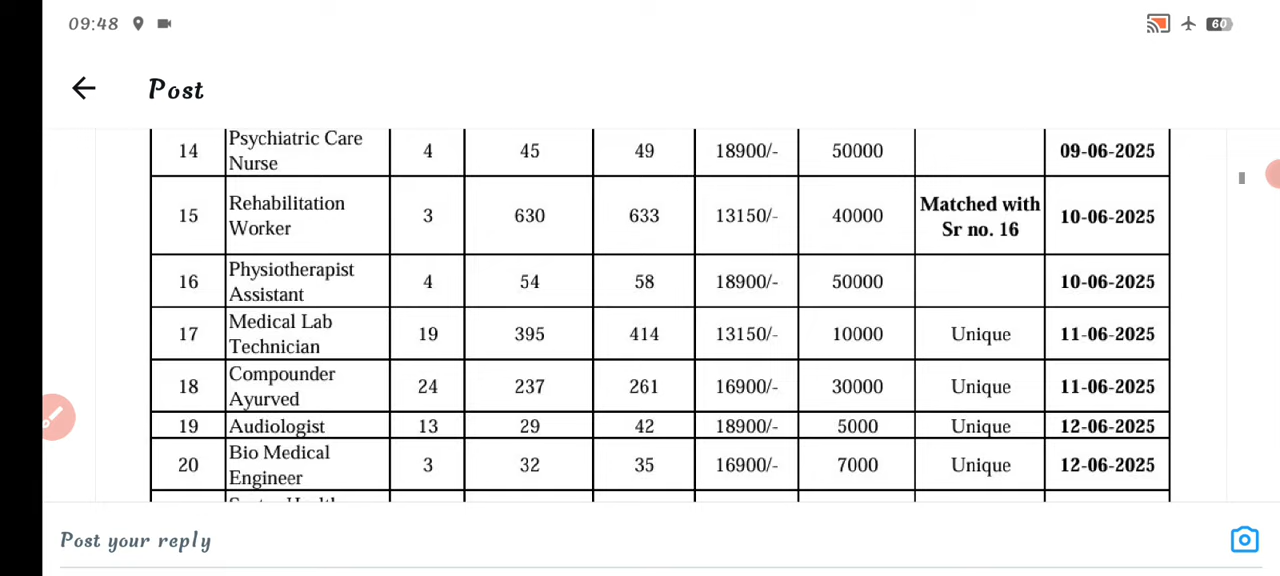 09:48
60
Post
14 Psychiatric Care Nurse 4 45 49 18900/- 50000 09-06-2025
15 Rehabilitation Worker 3 630 633 13150/- 40000 Matched with Sr no. 16 10-06-2025
16 Physiotherapist Assistant 4 54 58 18900/- 50000 10-06-2025
17 Medical Lab Technician 19 395 414 13150/- 10000 Unique 11-06-2025
18 Compounder Ayurved 24 237 261 16900/- 30000 Unique 11-06-2025
19 Audiologist 13 29 42 18900/- 5000 Unique 12-06-2025
20 Bio Medical Engineer 3 32 35 16900/- 7000 Unique 12-06-2025
Post your reply